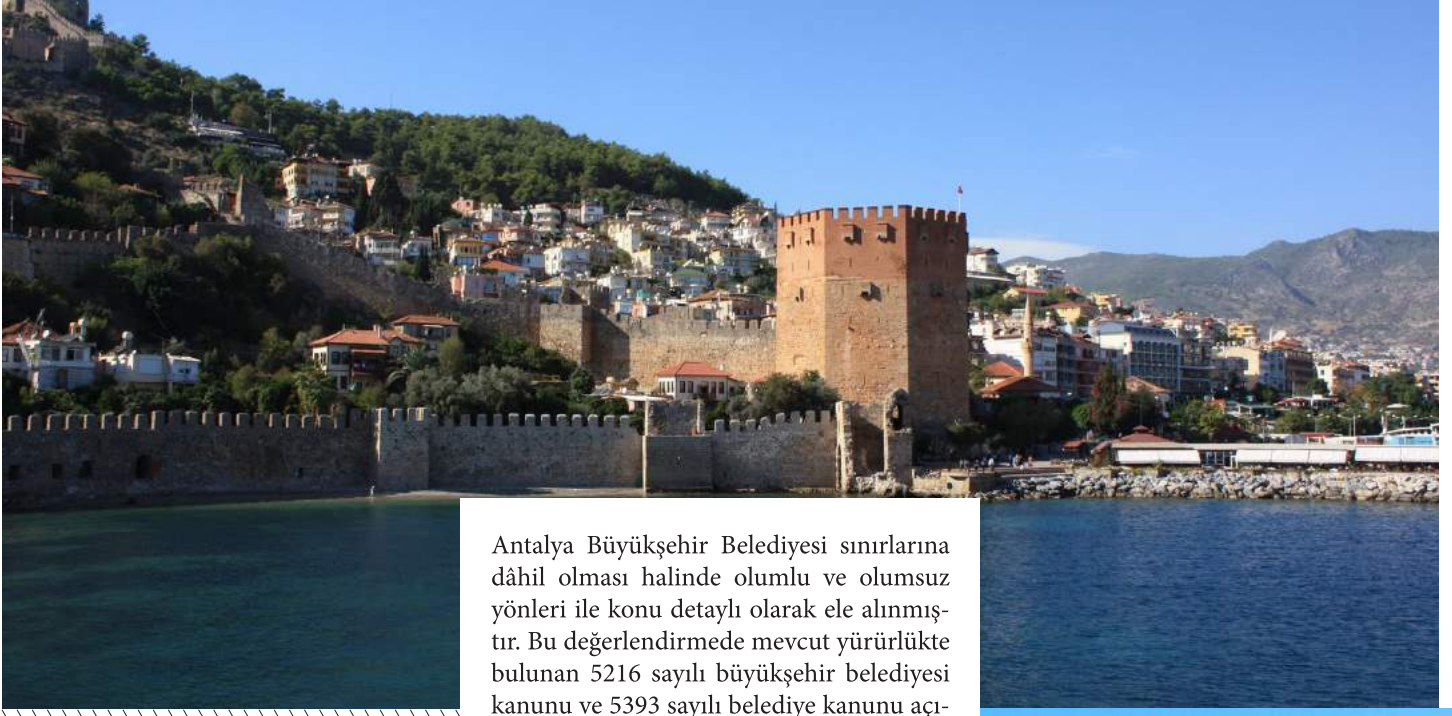 Antalya Büyükşehir Belediyesi sınırlarına
dâhil olması halinde olumlu ve olumsuz
yönleri ile konu detaylı olarak ele alınmış-
tır. Bu değerlendirmede mevcut yürürlükte
bulunan 5216 sayılı büyükşehir belediyesi
kanunu ve 5393 sayılı belediye kanunu açı-